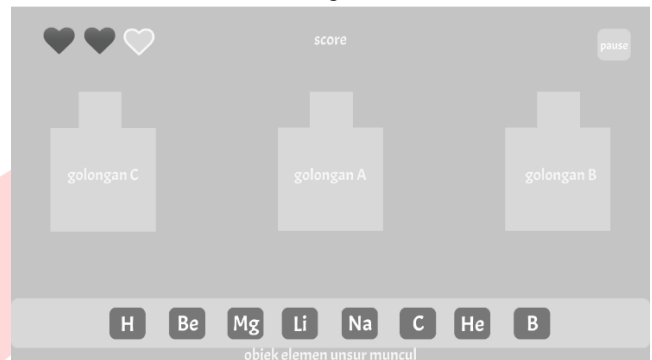 score
pause
golongan C
golongan A
golongan B
H Be Mg Li Na C He B
objek elemen unsur muncul